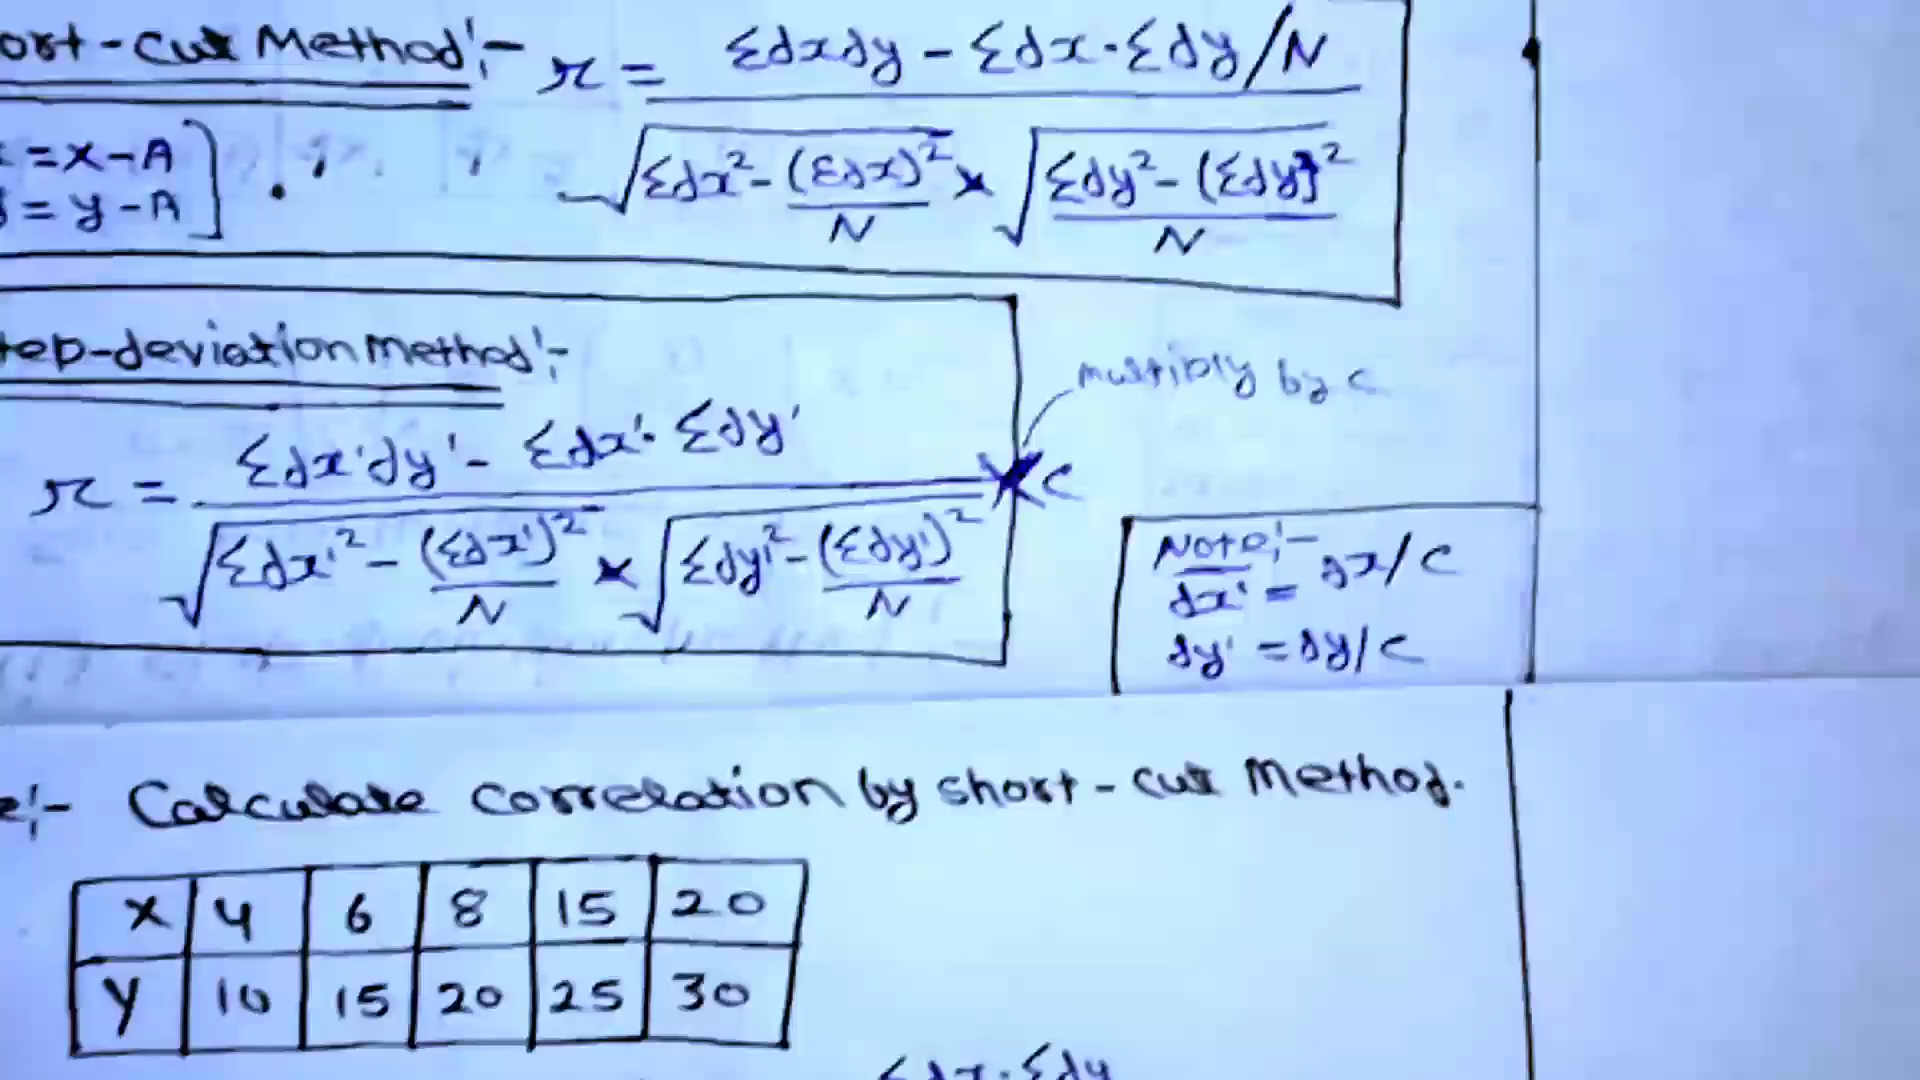 ort-cut Method:- r = Σdxdy - Σdx·Σdy/N
√Σdx² - (Σdx)²/N × √Σdy² - (Σdy)²/N
=x-A
= y-A
tep-deviation Method:-
multiply by c
r = Σdx'dy' - Σdx'·Σdy' × c
√Σdx'² - (Σdx')²/N × √Σdy'² - (Σdy')²/N
Note:-
dx' = dx/c
dy' = dy/c
e:- Calculate correlation by short-cut Method.
X 4 6 8 15 20
Y 10 15 20 25 30
Σdx·Σdy